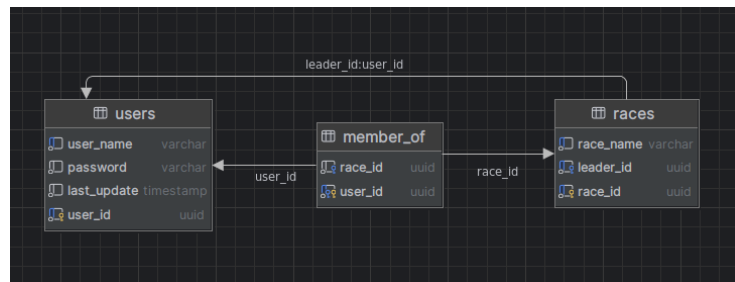 leader_id:user_id
users
user_name varchar
password varchar
last_update timestamp
user_id uuid
user_id
member_of
race_id uuid
user_id uuid
race_id
races
race_name varchar
leader_id uuid
race_id uuid